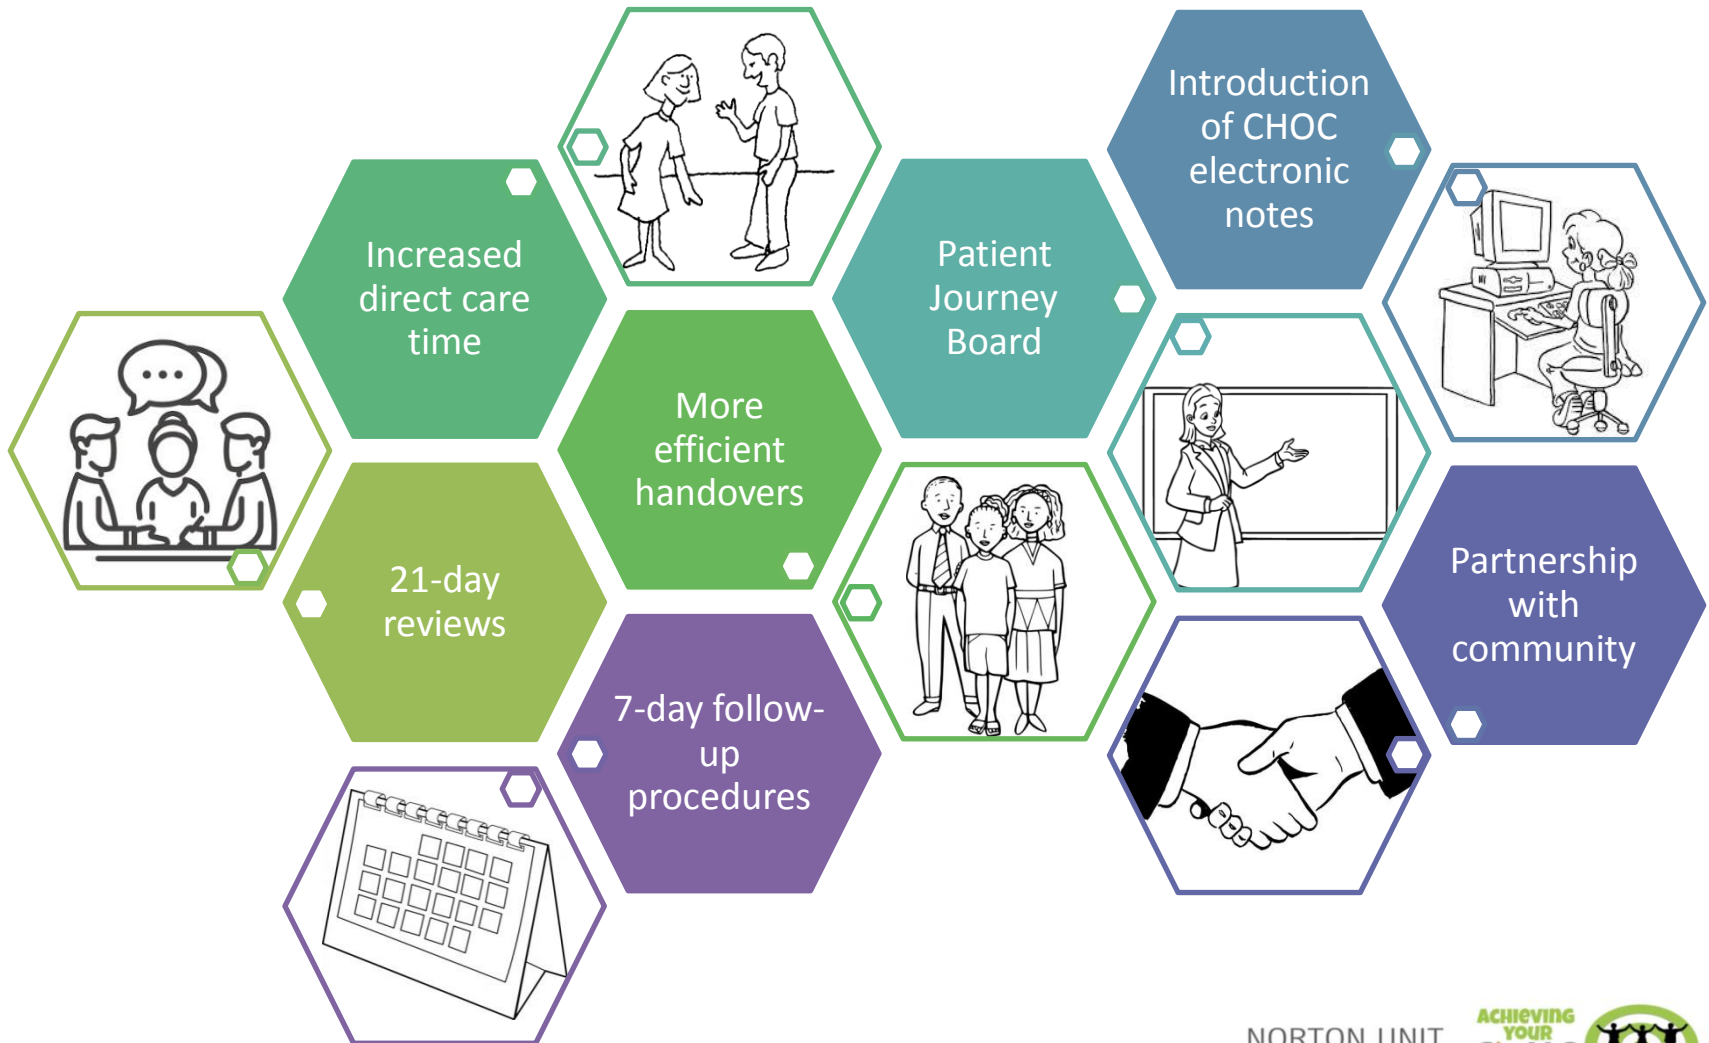 Introduction
of CHOC
electronic
notes
Increased
direct care
time
Patient
Journey
Board
More
efficient
handovers
21-day
reviews
Partnership
with
community
7-day follow-
up
procedures
NORTON UNIT
ACHIEVING
YOUR